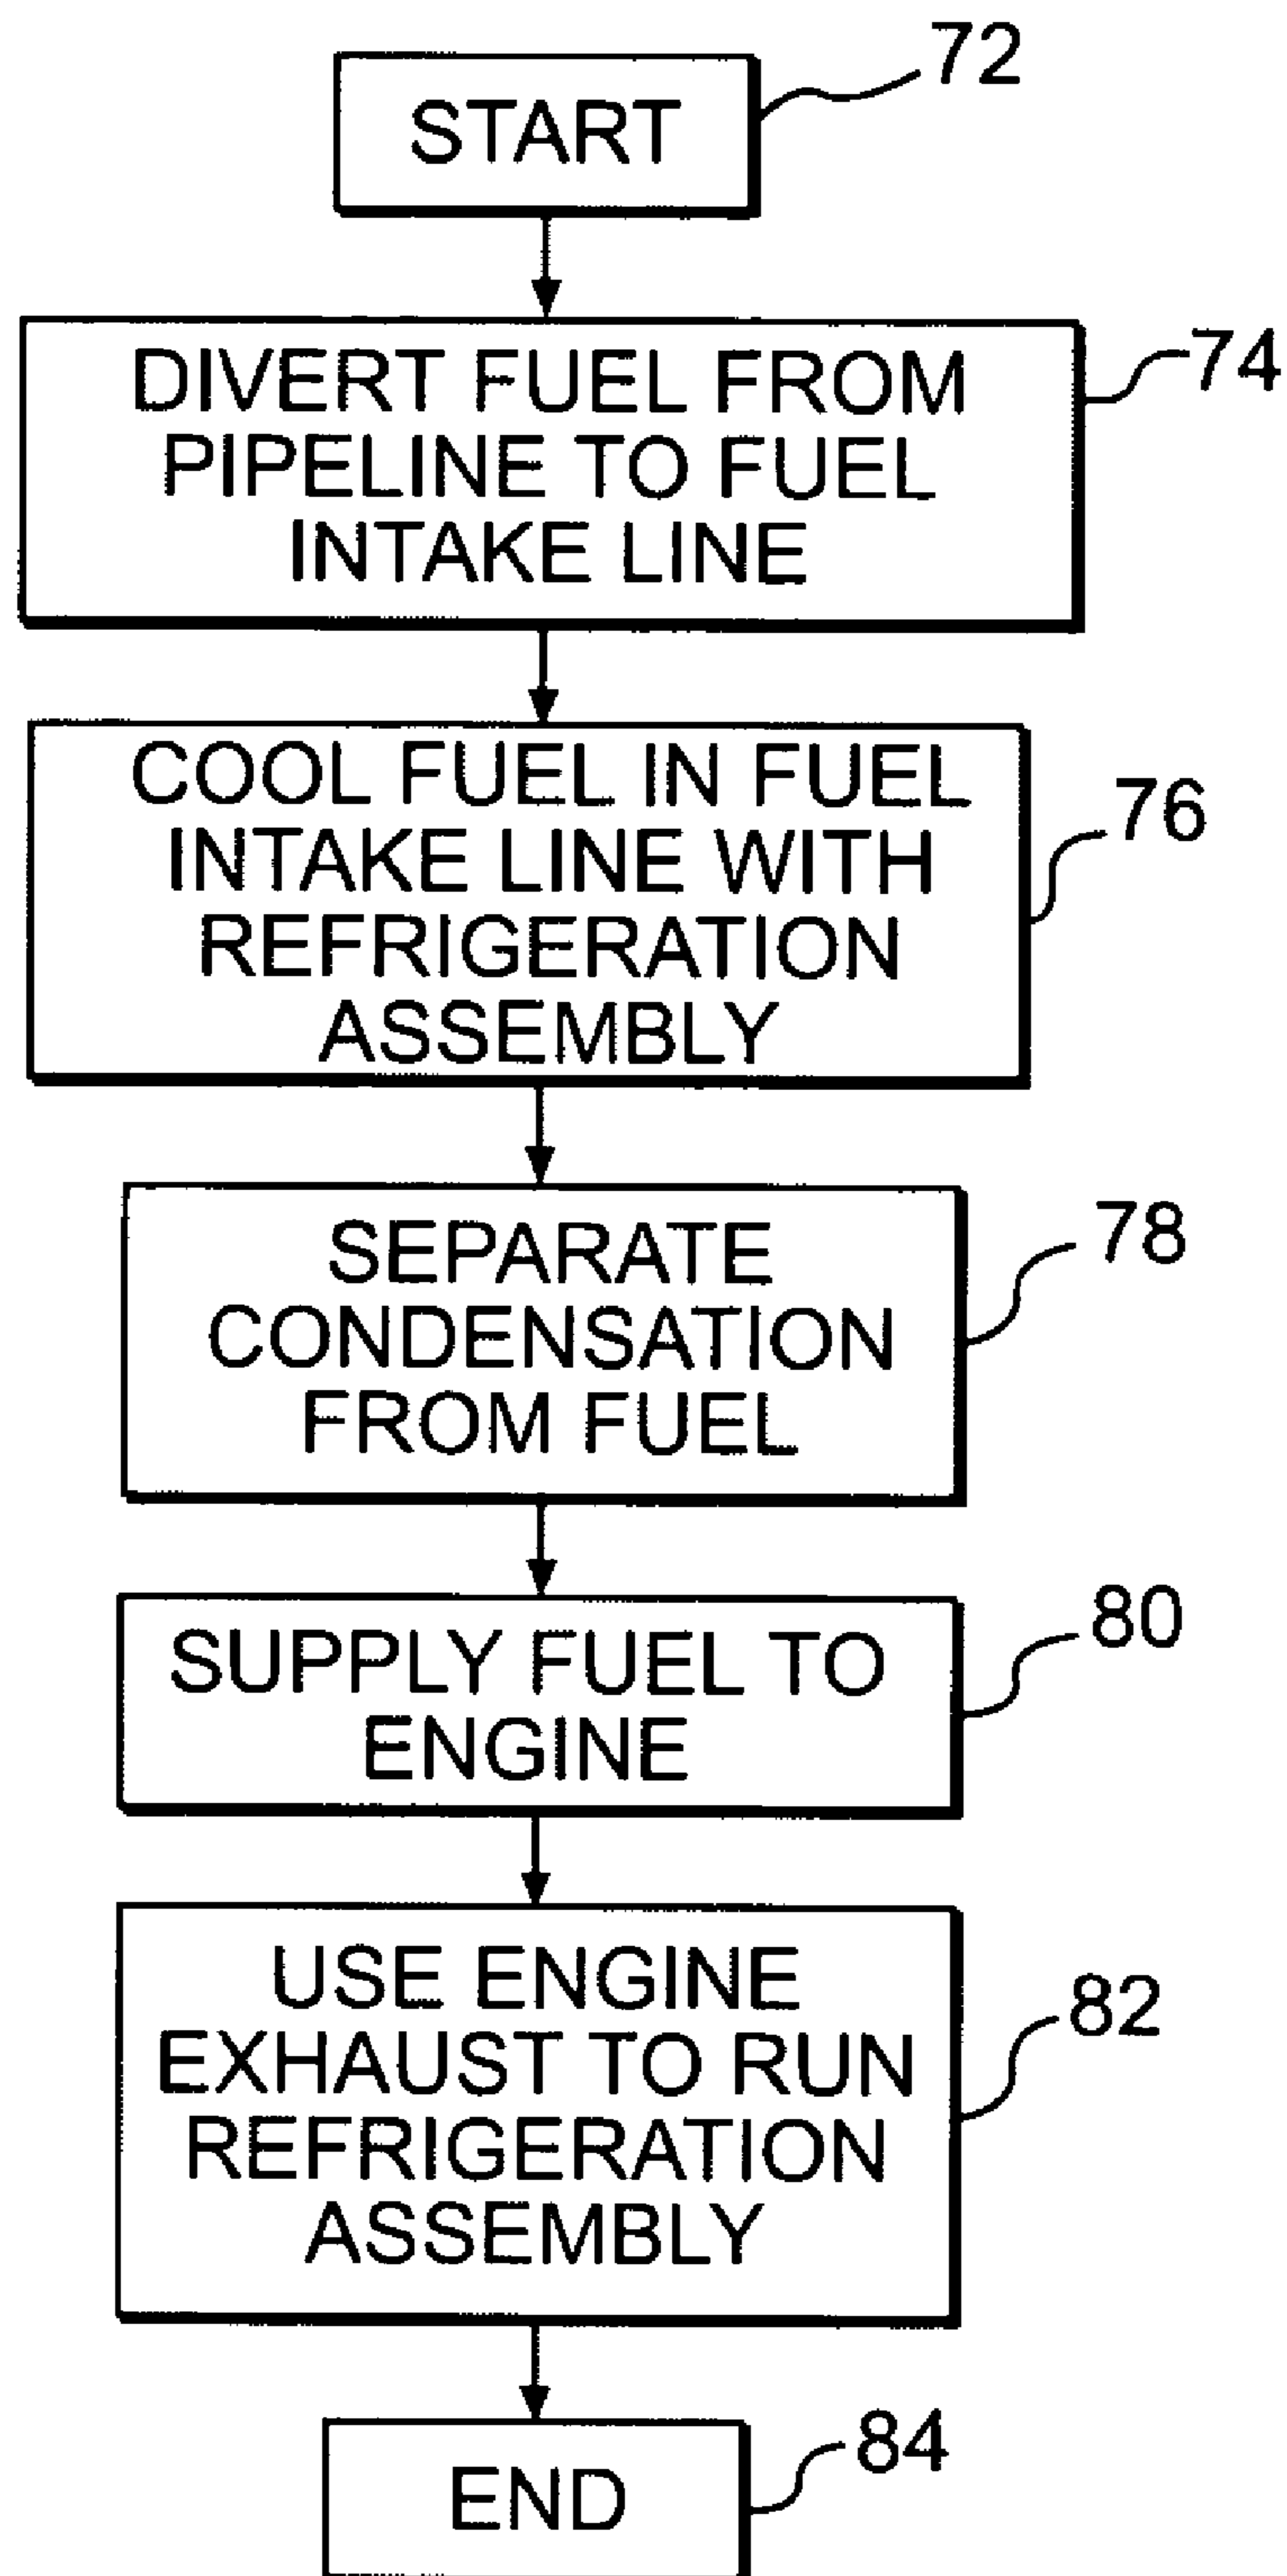 START
72
DIVERT FUEL FROM
PIPELINE TO FUEL
INTAKE LINE
74
COOL FUEL IN FUEL
INTAKE LINE WITH
REFRIGERATION
ASSEMBLY
76
SEPARATE
CONDENSATION
FROM FUEL
78
SUPPLY FUEL TO
ENGINE
80
USE ENGINE
EXHAUST TO RUN
REFRIGERATION
ASSEMBLY
82
END
84